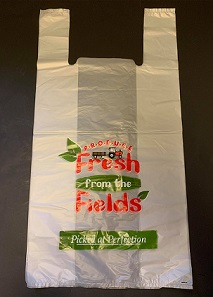 PRODUCE
Fresh
from the
Fields
Picked at Perfection